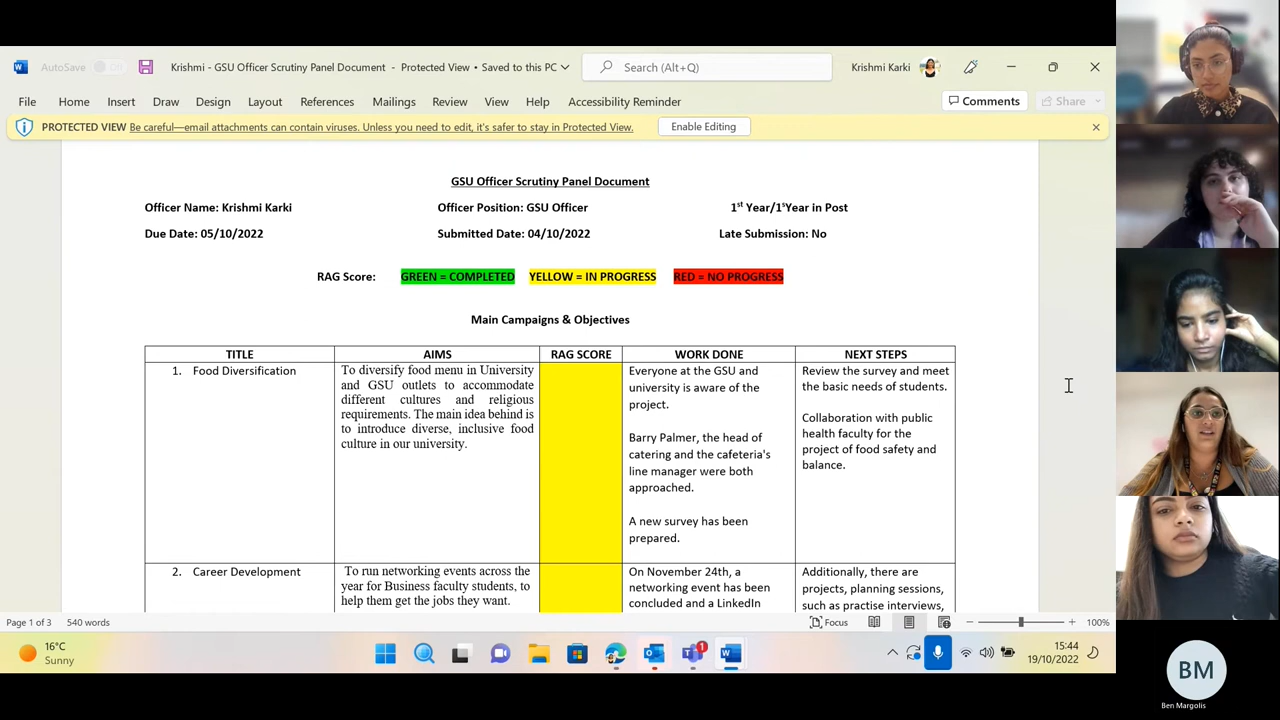 AutoSave Off Krishmi - GSU Officer Scrutiny Panel Document - Protected View • Saved to this PC Search (Alt+Q) Krishmi Karki
File Home Insert Draw Design Layout References Mailings Review View Help Accessibility Reminder Comments Share
PROTECTED VIEW Be careful—email attachments can contain viruses. Unless you need to edit, it's safer to stay in Protected View. Enable Editing
GSU Officer Scrutiny Panel Document
Officer Name: Krishmi Karki Officer Position: GSU Officer 1st Year/1sYear in Post
Due Date: 05/10/2022 Submitted Date: 04/10/2022 Late Submission: No
RAG Score: GREEN = COMPLETED YELLOW = IN PROGRESS RED = NO PROGRESS
Main Campaigns & Objectives
TITLE AIMS RAG SCORE WORK DONE NEXT STEPS
1. Food Diversification
To diversify food menu in University
and GSU outlets to accommodate
different cultures and religious
requirements. The main idea behind is
to introduce diverse, inclusive food
culture in our university.
Everyone at the GSU and
university is aware of the
project.
Barry Palmer, the head of
catering and the cafeteria's
line manager were both
approached.
A new survey has been
prepared.
Review the survey and meet
the basic needs of students.
Collaboration with public
health faculty for the
project of food safety and
balance.
2. Career Development
To run networking events across the
year for Business faculty students, to
help them get the jobs they want.
On November 24th, a
networking event has been
concluded and a LinkedIn
Additionally, there are
projects, planning sessions,
such as practise interviews,
Page 1 of 3 540 words Focus 100%
16°C
Sunny
1
15:44
19/10/2022
BM
Ben Margolis